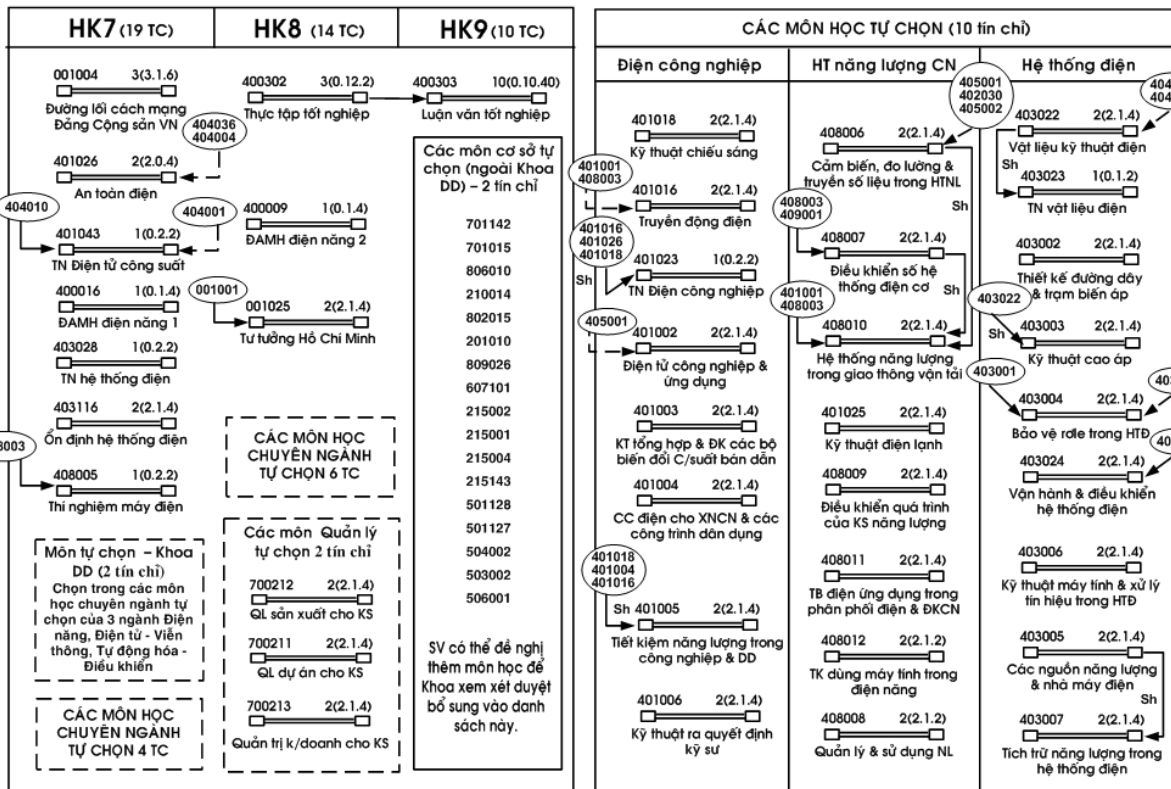 HK7 (19 TC)
001004 3(3.1.6)
Đường lối cách mạng
Đảng Cộng sản VN
404036
404004
401026 2(2.0.4)
An toàn điện
404010
404001
401043 1(0.2.2)
TN Điện tử công suất
400016 1(0.1.4)
ĐAMH điện năng 1
403028 1(0.2.2)
TN hệ thống điện
403116 2(2.1.4)
Ổn định hệ thống điện
8003
408005 1(0.2.2)
Thí nghiệm máy điện
Môn tự chọn – Khoa
DD (2 tín chỉ)
Chọn trong các môn
học chuyên ngành tự
chọn của 3 ngành Điện
năng, Điện tử - Viễn
thông, Tự động hóa -
Điều khiển
CÁC MÔN HỌC
CHUYÊN NGÀNH
TỰ CHỌN 4 TC
HK8 (14 TC)
400302 3(0.12.2)
Thực tập tốt nghiệp
400009 1(0.1.4)
ĐAMH điện năng 2
001001
001025 2(2.1.4)
Tư tưởng Hồ Chí Minh
CÁC MÔN HỌC
CHUYÊN NGÀNH
TỰ CHỌN 6 TC
Các môn Quản lý
tự chọn 2 tín chỉ
700212 2(2.1.4)
QL sản xuất cho KS
700211 2(2.1.4)
QL dự án cho KS
700213 2(2.1.4)
Quản trị k/doanh cho KS
HK9 (10 TC)
400303 10(0.10.40)
Luận văn tốt nghiệp
Các môn cơ sở tự
chọn (ngoài Khoa
DD) – 2 tín chỉ
701142
701015
806010
210014
802015
201010
809026
607101
215002
215001
215004
215143
501128
501127
504002
503002
506001
SV có thể đề nghị
thêm môn học để
Khoa xem xét duyệt
bổ sung vào danh
sách này.
CÁC MÔN HỌC TỰ CHỌN (10 tín chỉ)
Điện công nghiệp
401018 2(2.1.4)
Kỹ thuật chiếu sáng
401001
408003
401016 2(2.1.4)
Truyền động điện
401016
401026
401018
Sh
401023 1(0.2.2)
TN Điện công nghiệp
405001
401002 2(2.1.4)
Điện tử công nghiệp &
ứng dụng
401003 2(2.1.4)
KT tổng hợp & ĐK các bộ
biến đổi C/suất bán dẫn
401004 2(2.1.4)
CC điện cho XNCN & các
công trình dân dụng
401018
401004
401016
Sh 401005 2(2.1.4)
Tiết kiệm năng lượng trong
công nghiệp & DD
401006 2(2.1.4)
Kỹ thuật ra quyết định
kỹ sư
HT năng lượng CN
405001
402030
405002
408006 2(2.1.4)
Cảm biến, đo lường &
truyền số liệu trong HTNL
Sh
408003
409001
408007 2(2.1.4)
Điều khiển số hệ
thống điện cơ
Sh
401001
408003
408010 2(2.1.4)
Hệ thống năng lượng
trong giao thông vận tải
401025 2(2.1.4)
Kỹ thuật điện lạnh
408009 2(2.1.4)
Điều khiển quá trình
của KS năng lượng
408011 2(2.1.4)
TB điện ứng dụng trong
phân phối điện & ĐKCN
408012 2(2.1.2)
TK dùng máy tính trong
điện năng
408008 2(2.1.2)
Quản lý & sử dụng NL
Hệ thống điện
404
404
403022 2(2.1.4)
Vật liệu kỹ thuật điện
Sh
403023 1(0.1.2)
TN vật liệu điện
403002 2(2.1.4)
Thiết kế đường dây
& trạm biến áp
403022
Sh
403003 2(2.1.4)
Kỹ thuật cao áp
403001
403
403004 2(2.1.4)
Bảo vệ rơle trong HTĐ
40
403024 2(2.1.4)
Vận hành & điều khiển
hệ thống điện
403006 2(2.1.4)
Kỹ thuật máy tính & xử lý
tín hiệu trong HTĐ
403005 2(2.1.4)
Các nguồn năng lượng
& nhà máy điện
Sh
403007 2(2.1.4)
Tích trữ năng lượng trong
hệ thống điện